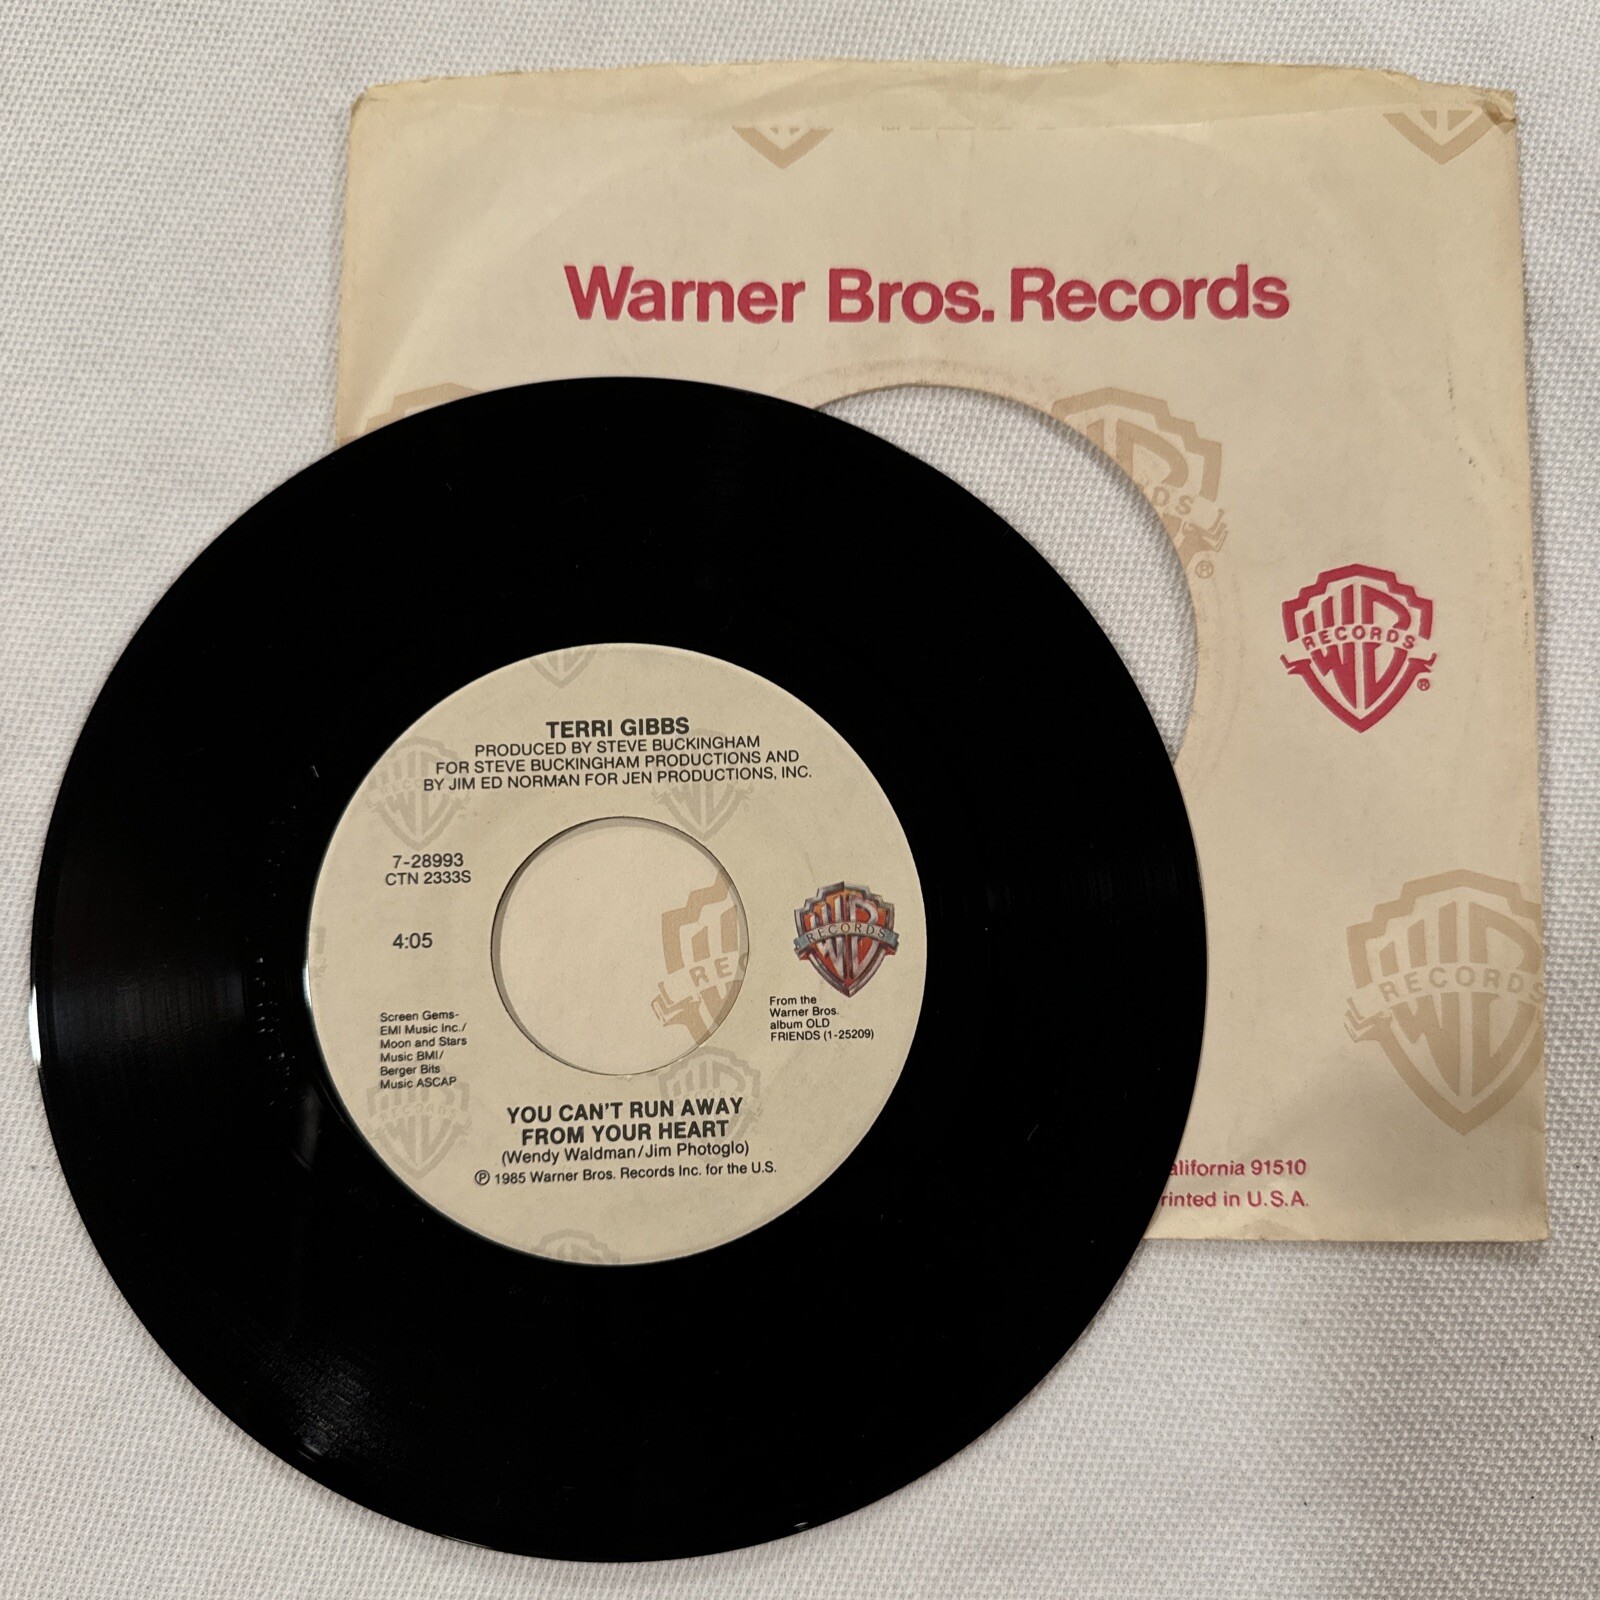 Warner Bros. Records
RECORDS
®
RECORDS
alifornia 91510
rinted in U.S.A.
TERRI GIBBS
PRODUCED BY STEVE BUCKINGHAM
FOR STEVE BUCKINGHAM PRODUCTIONS AND
BY JIM ED NORMAN FOR JEN PRODUCTIONS, INC.
7-28993
CTN 2333S
4:05
RECORDS
Screen Gems-
EMI Music Inc./
Moon and Stars
Music BMI/
Berger Bits
Music ASCAP
From the
Warner Bros.
album OLD
FRIENDS (1-25209)
YOU CAN'T RUN AWAY
FROM YOUR HEART
(Wendy Waldman/Jim Photoglo)
℗ 1985 Warner Bros. Records Inc. for the U.S.